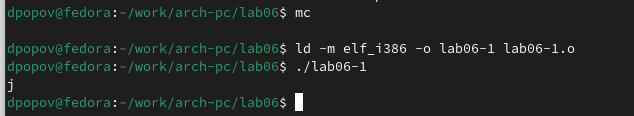 dpopov@fedora:~/work/arch-pc/lab06$ mc
dpopov@fedora:~/work/arch-pc/lab06$ ld -m elf_i386 -o lab06-1 lab06-1.o
dpopov@fedora:~/work/arch-pc/lab06$ ./lab06-1
j
dpopov@fedora:~/work/arch-pc/lab06$